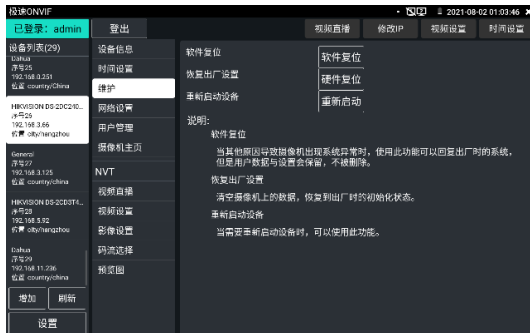 极速ONVIF
2021-08-02 01:03:46
已登录：admin
登出
视频直播
修改IP
视频设置
时间设置
设备列表(29)
Dahua
序号25
192.168.0.251
位置 country/China
HIKVISION DS-2DC240...
序号26
192.168.3.66
位置 city/hangzhou
General
序号27
192.168.3.125
位置 country/china
HIKVISION DS-2CD3T4...
序号28
192.168.5.92
位置 city/hangzhou
Dahua
序号29
192.168.11.236
位置 country/china
增加
刷新
设置
设备信息
时间设置
维护
网络设置
用户管理
摄像机主页
NVT
视频直播
视频设置
影像设置
码流选择
预览图
软件复位
软件复位
恢复出厂设置
硬件复位
重新启动设备
重新启动
说明:
软件复位
当其他原因导致摄像机出现系统异常时，使用此功能可以回复出厂时的系统，
但是用户数据与设置会保留，不被删除。
恢复出厂设置
清空摄像机上的数据，恢复到出厂时的初始化状态。
重新启动设备
当需要重新启动设备时，可以使用此功能。